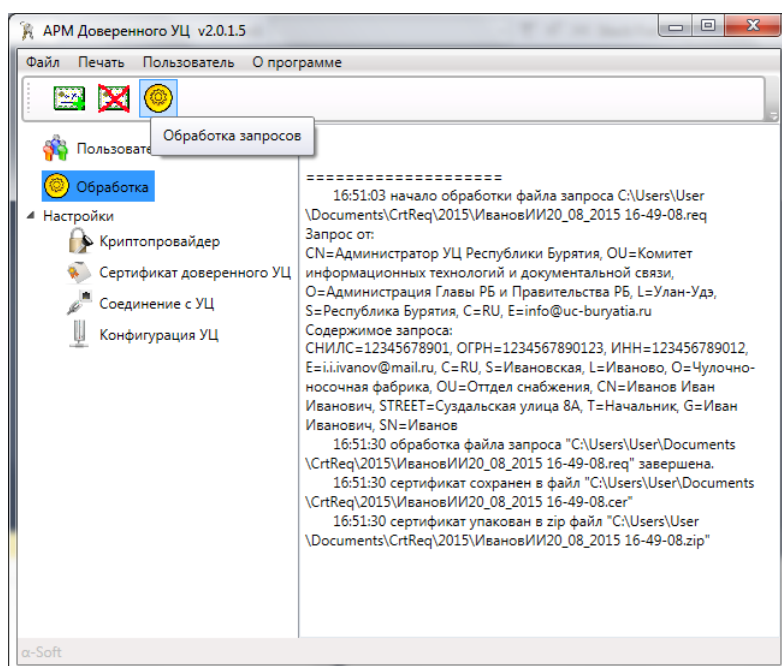 АРМ Доверенного УЦ v2.0.1.5
Файл Печать Пользователь О программе
Обработка запросов
Обработка
Настройки
Криптопровайдер
Сертификат доверенного УЦ
Соединение с УЦ
Конфигурация УЦ
====================
16:51:03 начало обработки файла запроса C:\Users\User
\Documents\CrtReq\2015\ИвановИИ20_08_2015 16-49-08.req
Запрос от:
CN=Администратор УЦ Республики Бурятия, OU=Комитет
информационных технологий и документальной связи,
O=Администрация Главы РБ и Правительства РБ, L=Улан-Удэ,
S=Республика Бурятия, C=RU, E=info@uc-buryatia.ru
Содержимое запроса:
СНИЛС=12345678901, ОГРН=1234567890123, ИНН=123456789012,
E=i.i.ivanov@mail.ru, C=RU, S=Ивановская, L=Иваново, O=Чулочно-
носочная фабрика, OU=Оттдел снабжения, CN=Иванов Иван
Иванович, STREET=Суздальская улица 8А, T=Начальник, G=Иван
Иванович, SN=Иванов
16:51:30 обработка файла запроса "C:\Users\User\Documents
\CrtReq\2015\ИвановИИ20_08_2015 16-49-08.req" завершена.
16:51:30 сертификат сохранен в файл "C:\Users\User\Documents
\CrtReq\2015\ИвановИИ20_08_2015 16-49-08.cer"
16:51:30 сертификат упакован в zip файл "C:\Users\User
\Documents\CrtReq\2015\ИвановИИ20_08_2015 16-49-08.zip"
α-Soft